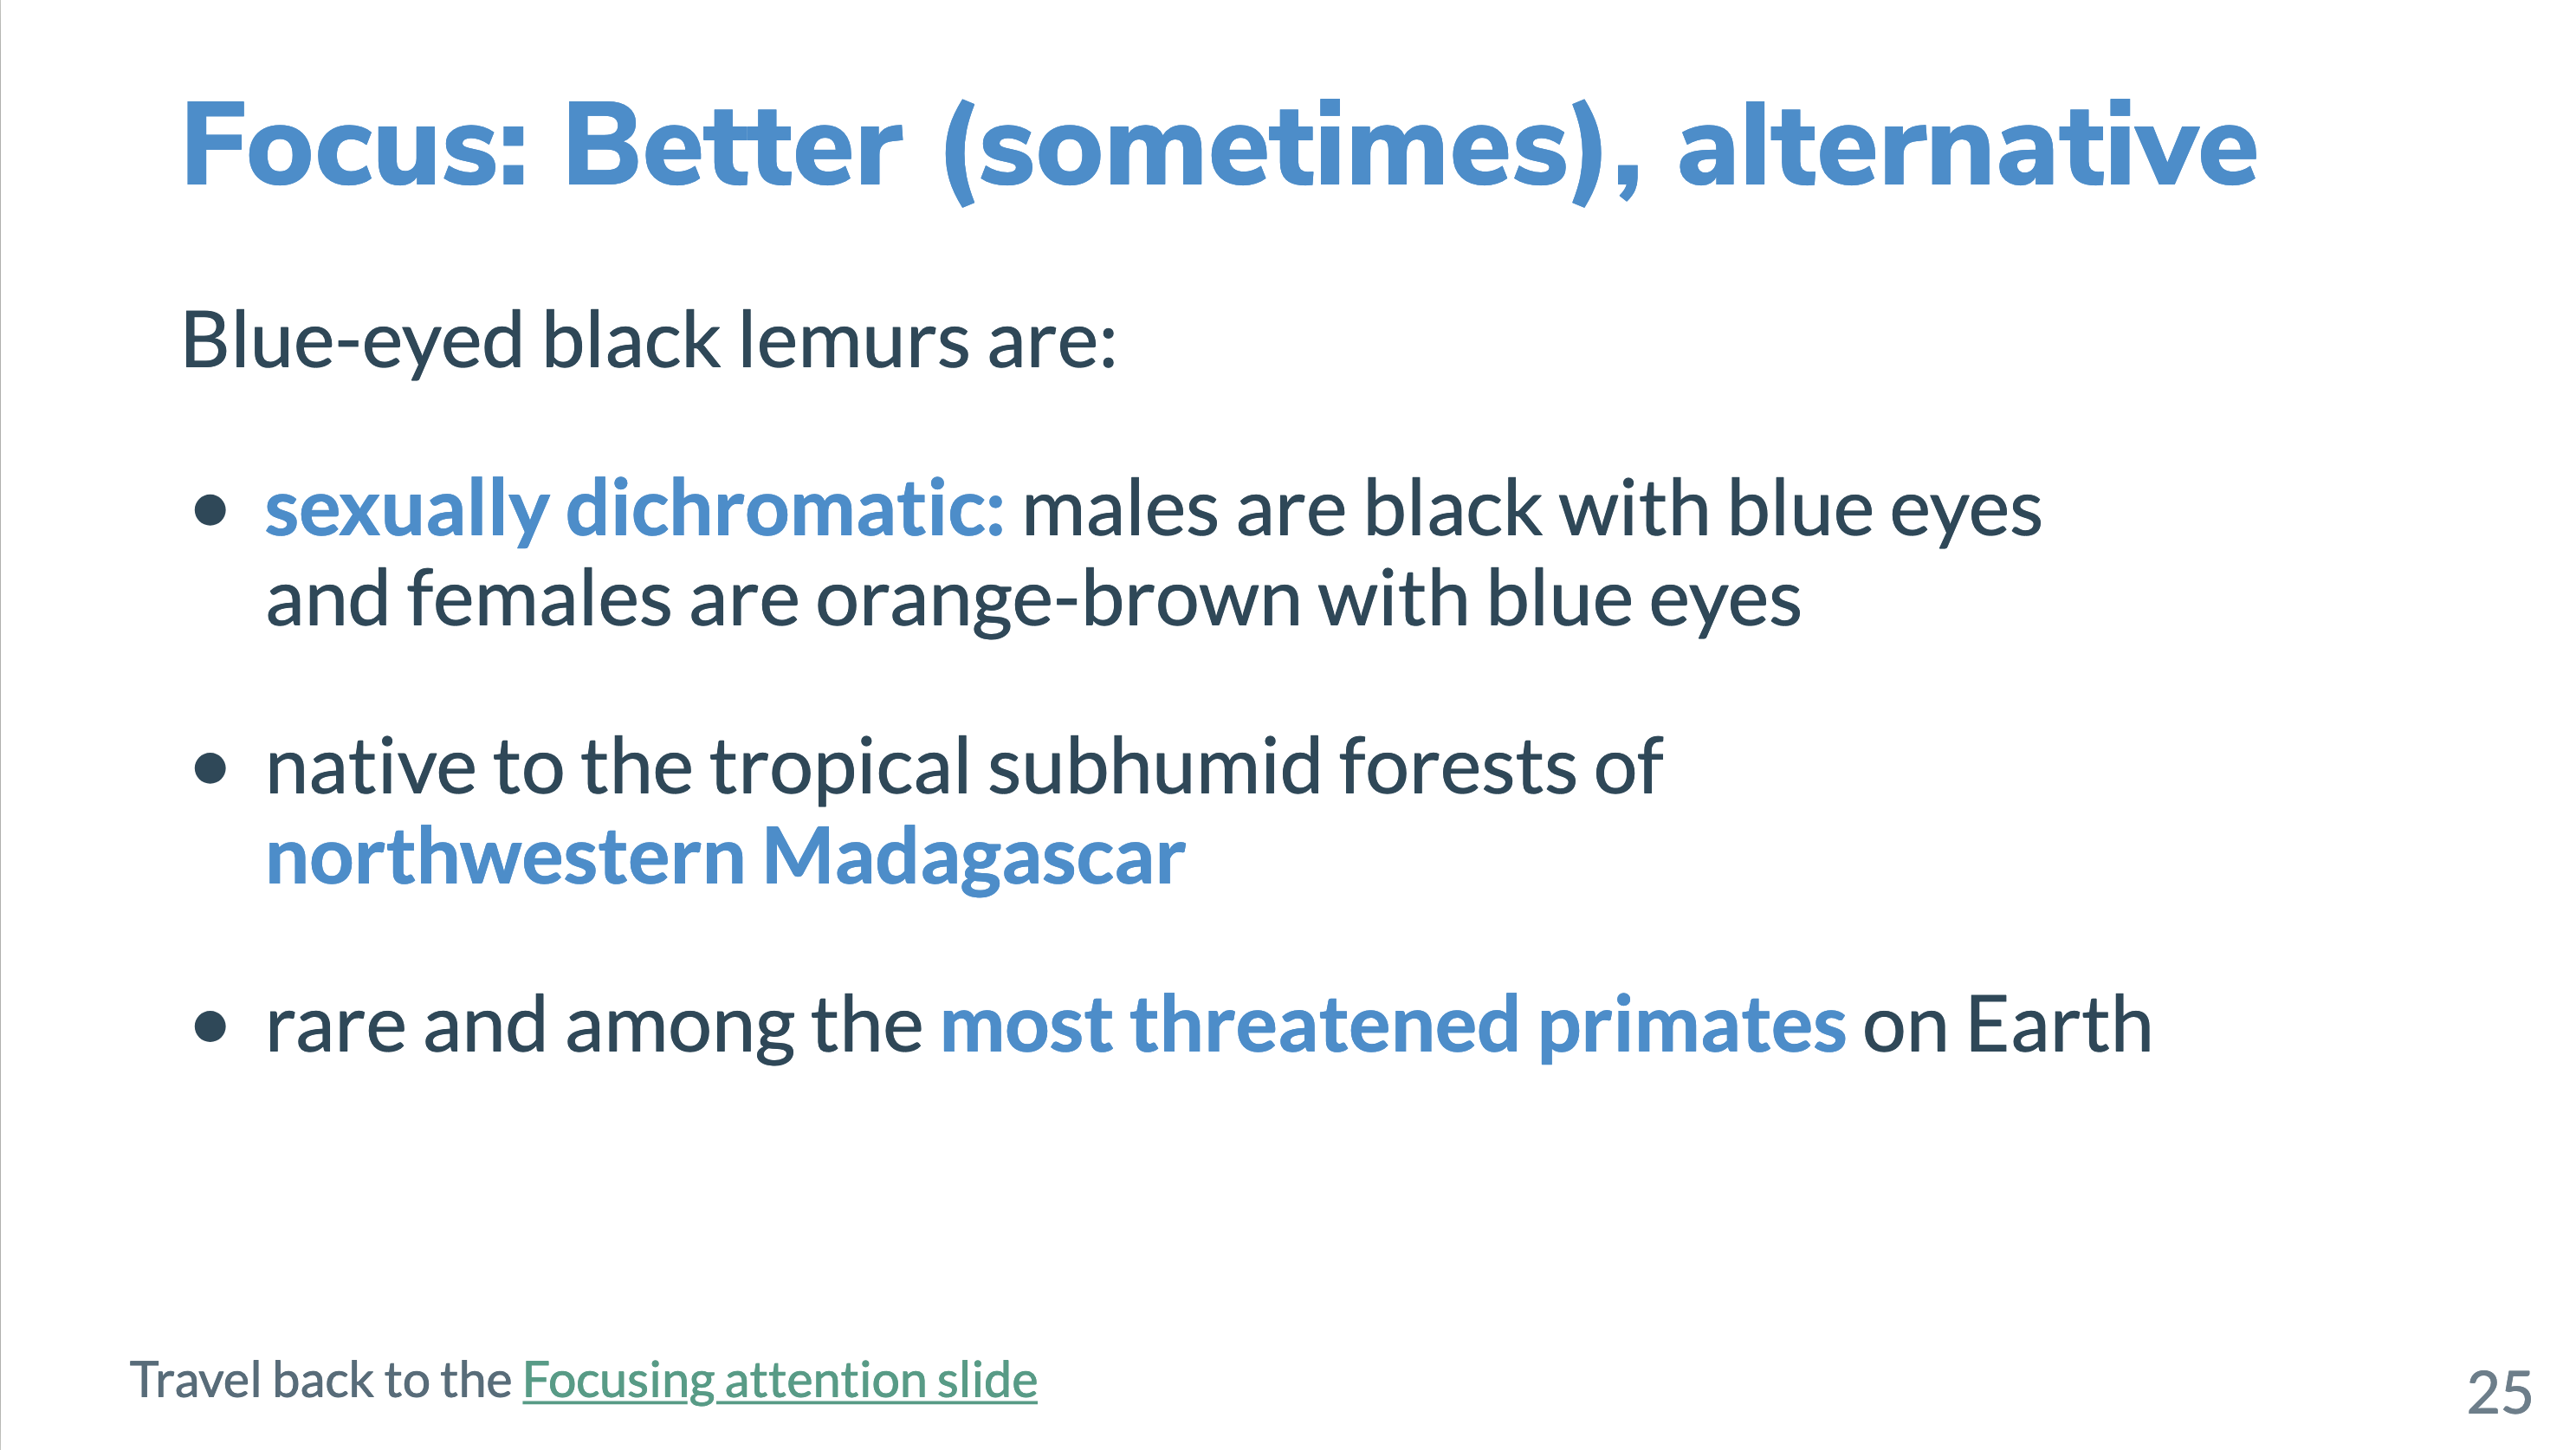 Focus: Better (sometimes), alternative
Blue-eyed black lemurs are:
● sexually dichromatic: males are black with blue eyes
and females are orange-brown with blue eyes
● native to the tropical subhumid forests of
northwestern Madagascar
● rare and among the most threatened primates on Earth
Travel back to the Focusing attention slide
25